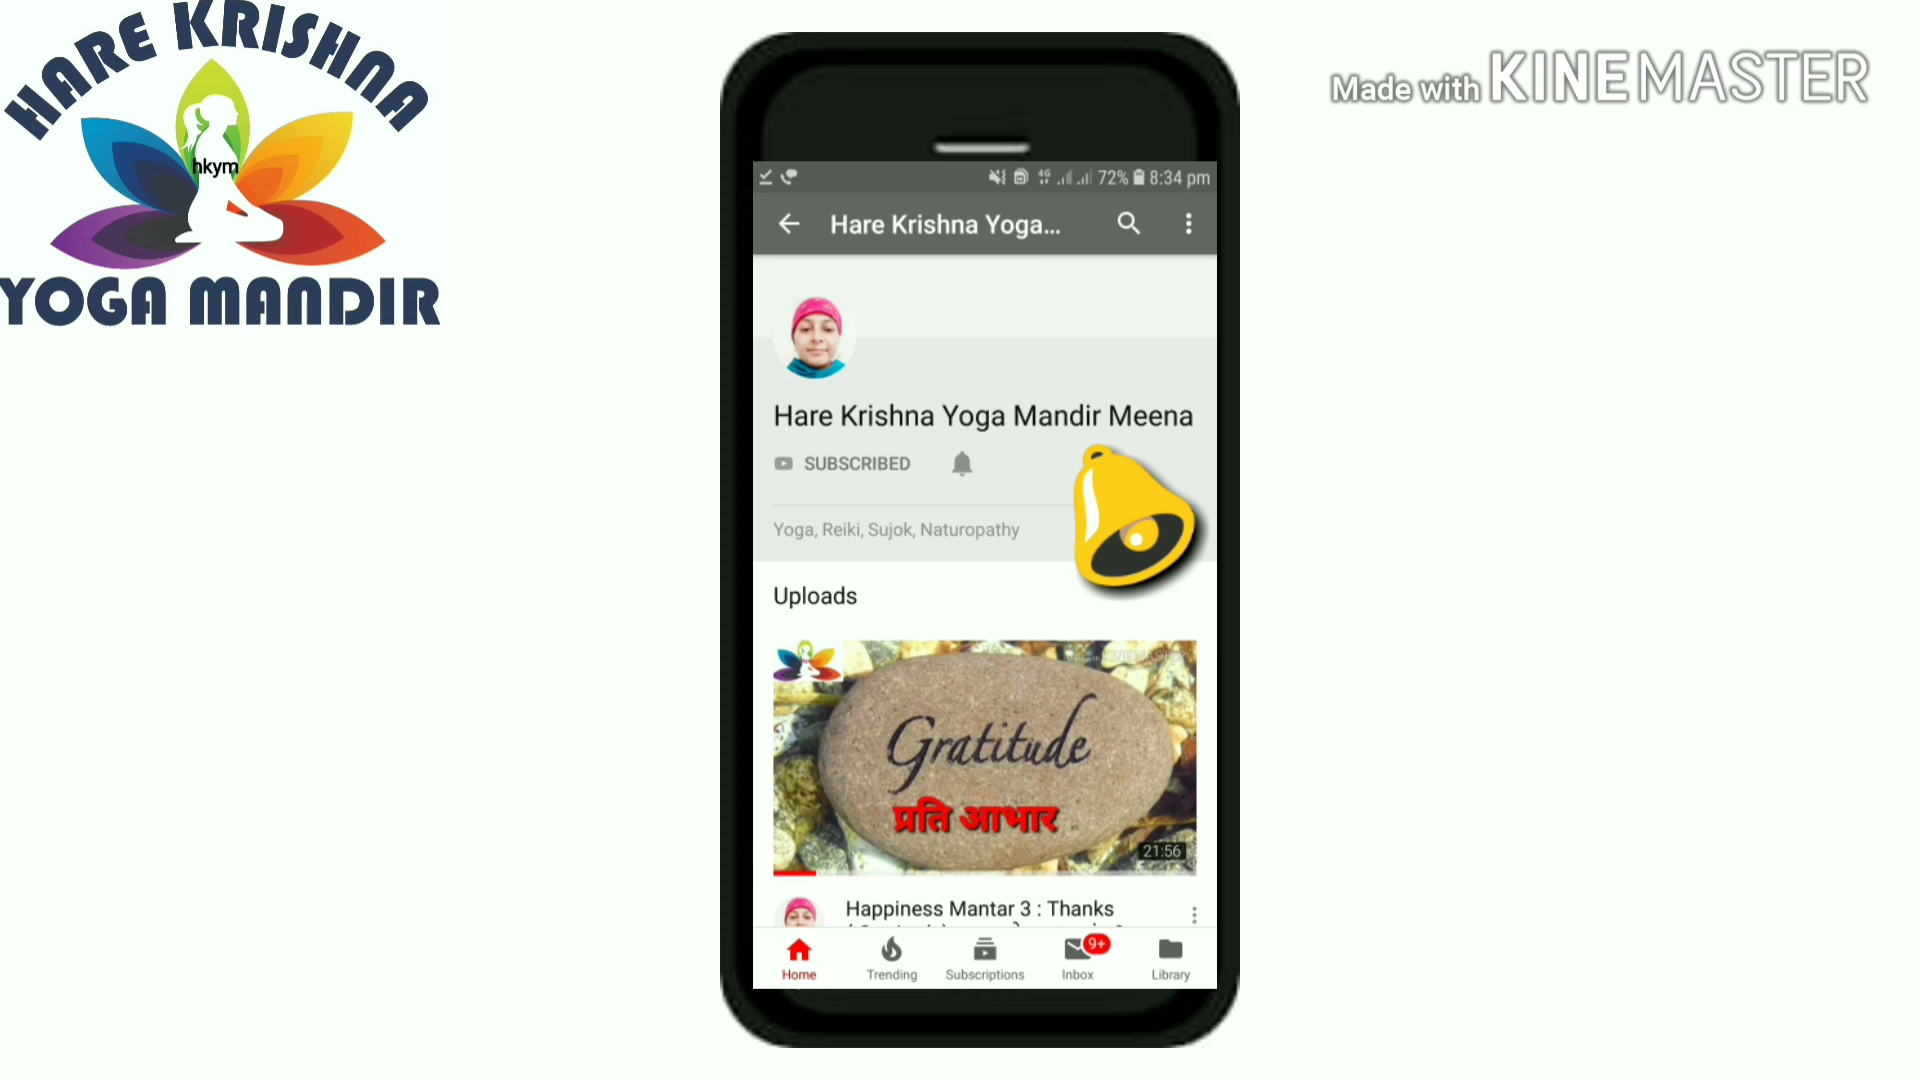 HARE KRISHNA
hkym
YOGA MANDIR
Made with KINEMASTER
4G 72% 8:34 pm
Hare Krishna Yoga...
Hare Krishna Yoga Mandir Meena
SUBSCRIBED
Yoga, Reiki, Sujok, Naturopathy
Uploads
KINEMASTER
Gratitude
प्रति आभार
21:56
Happiness Mantar 3 : Thanks
9+
Home Trending Subscriptions Inbox Library